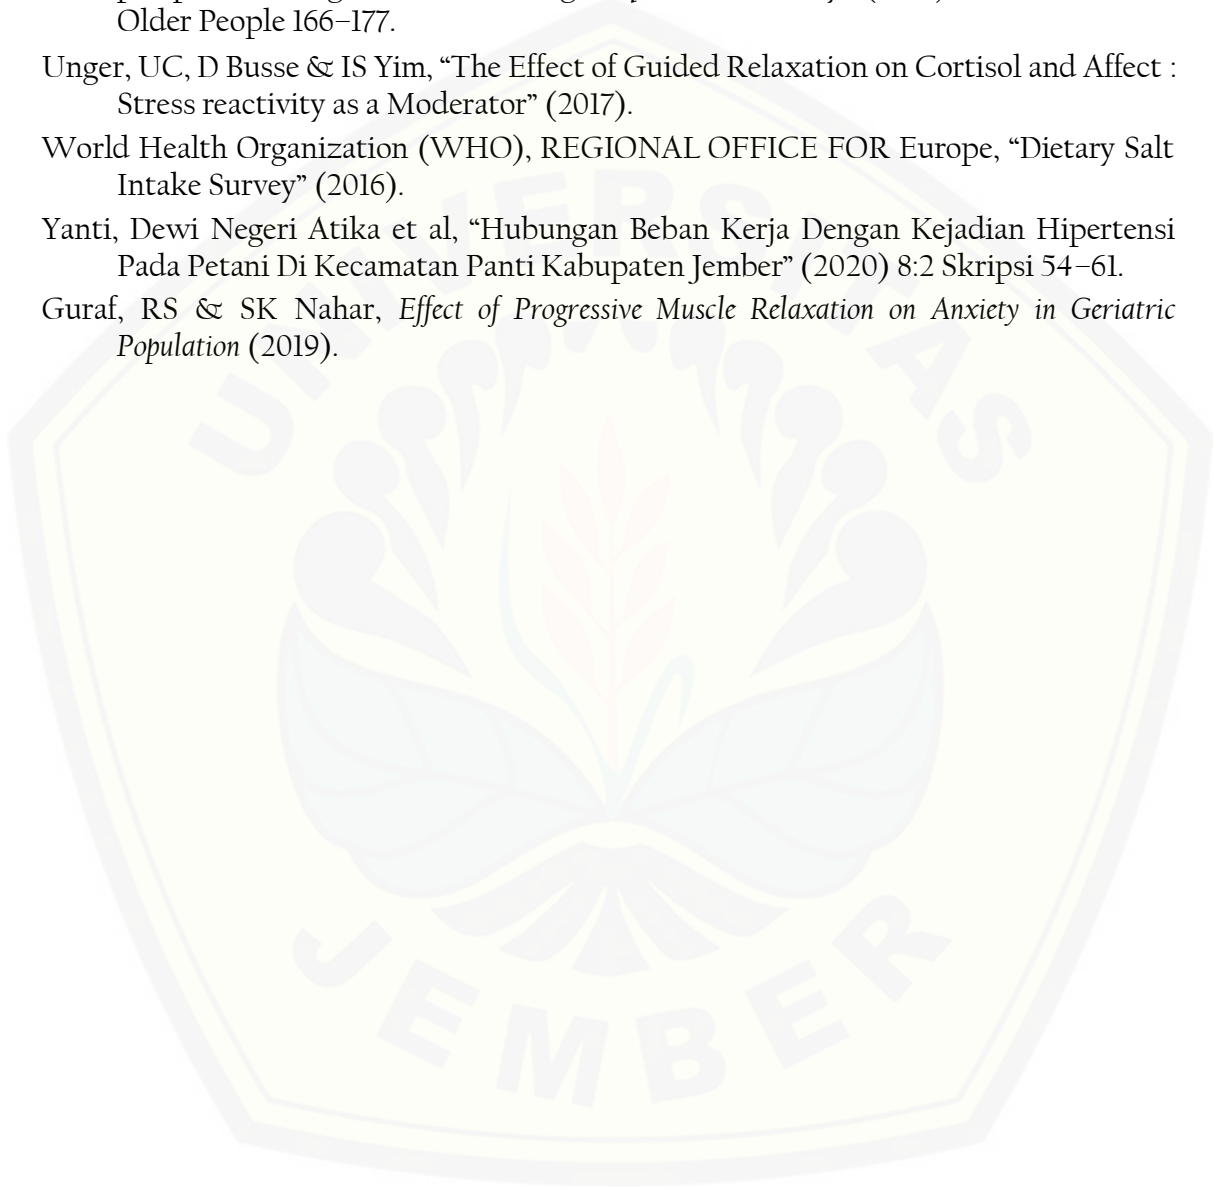 Older People 166–177.
Unger, UC, D Busse & IS Yim, “The Effect of Guided Relaxation on Cortisol and Affect :
Stress reactivity as a Moderator” (2017).
World Health Organization (WHO), REGIONAL OFFICE FOR Europe, “Dietary Salt
Intake Survey” (2016).
Yanti, Dewi Negeri Atika et al, “Hubungan Beban Kerja Dengan Kejadian Hipertensi
Pada Petani Di Kecamatan Panti Kabupaten Jember” (2020) 8:2 Skripsi 54–61.
Guraf, RS & SK Nahar, Effect of Progressive Muscle Relaxation on Anxiety in Geriatric
Population (2019).
UNIVERSITAS
JEMBER